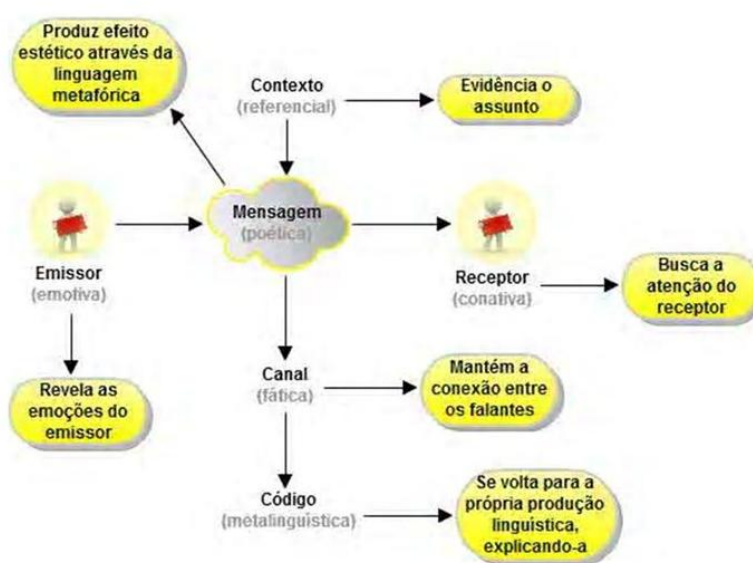 Produz efeito
estético através da
linguagem
metafórica
Contexto
(referencial)
Evidência o
assunto
Mensagem
(poética)
Emissor
(emotiva)
Receptor
(conativa)
Busca a
atenção do
receptor
Revela as
emoções do
emissor
Canal
(fática)
Mantém a
conexão entre
os falantes
Código
(metalinguística)
Se volta para a
própria produção
linguística,
explicando-a